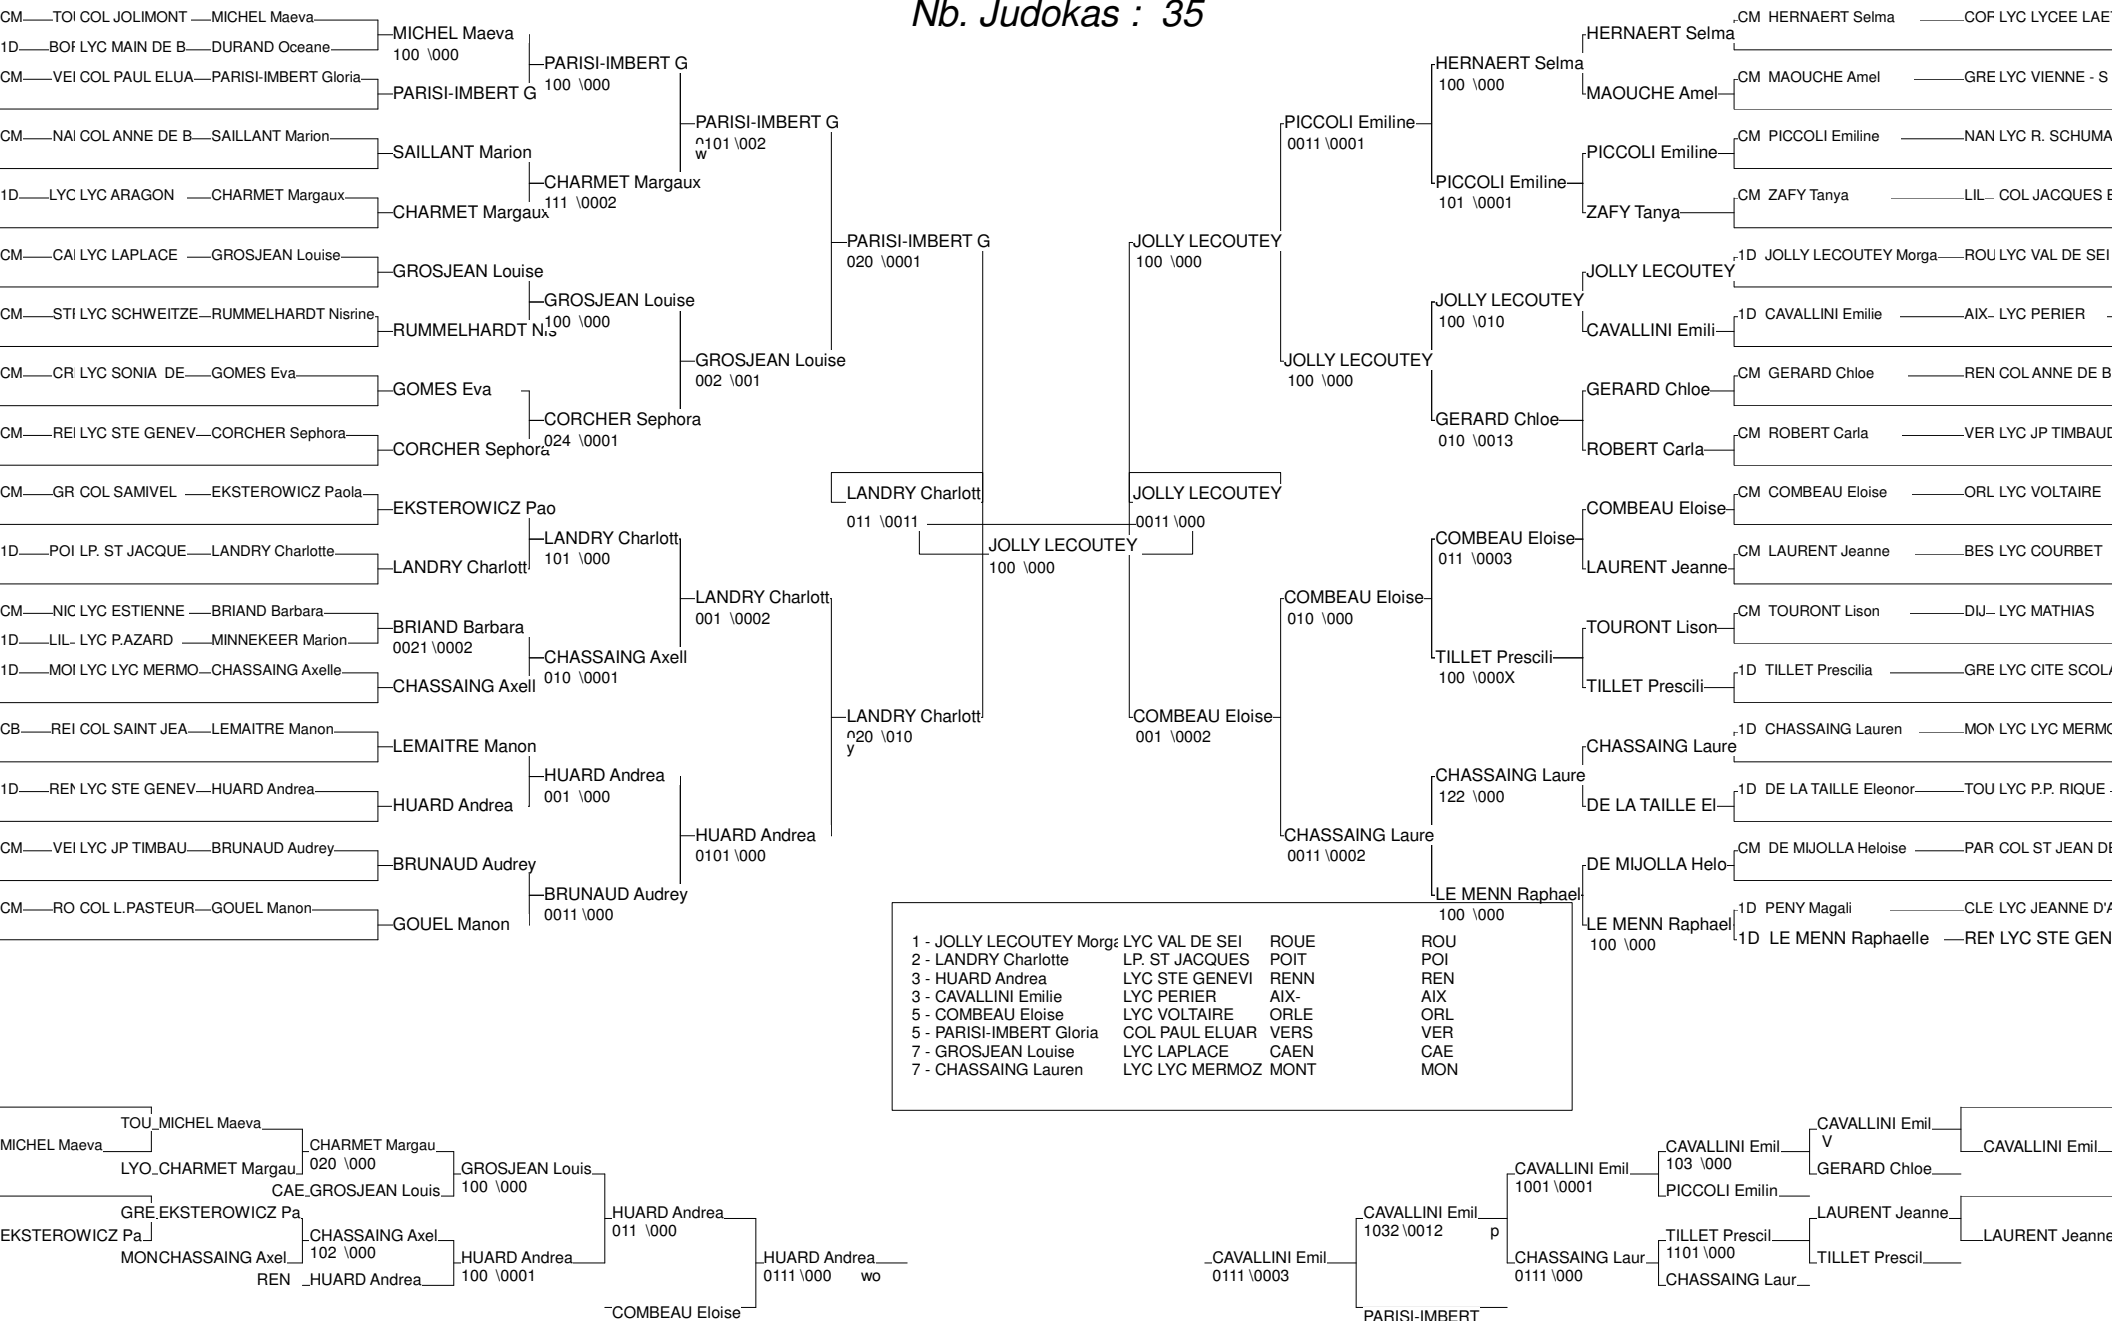 Nb. Judokas : 35
CM TOU COL JOLIMONT MICHEL Maeva
1D BOF LYC MAIN DE B DURAND Oceane
MICHEL Maeva
100 \000
CM COL PAUL ELUA PARISI-IMBERT Gloria
PARISI-IMBERT G
PARISI-IMBERT G
100 \000
CM COL ANNE DE B SAILLANT Marion
SAILLANT Marion
1D LYC LYC ARAGON CHARMET Margaux
CHARMET Margaux
CHARMET Margaux
111 \0002
PARISI-IMBERT G
0101 \002
w
CM LYC LAPLACE GROSJEAN Louise
GROSJEAN Louise
CM LYC SCHWEITZE RUMMELHARDT Nisrine
RUMMELHARDT Nis
GROSJEAN Louise
100 \000
CM CR LYC SONIA DE GOMES Eva
GOMES Eva
CM LYC STE GENEV CORCHER Sephora
CORCHER Sephora
CORCHER Sephora
024 \0001
GROSJEAN Louise
002 \001
PARISI-IMBERT G
020 \0001
CM GR COL SAMIVEL EKSTEROWICZ Paola
EKSTEROWICZ Pao
1D POI LP. ST JACQUE LANDRY Charlotte
LANDRY Charlott
LANDRY Charlott
101 \000
CM NIC LYC ESTIENNE BRIAND Barbara
1D LIL- LYC P.AZARD MINNEKEER Marion
BRIAND Barbara
0021 \0002
1D LYC LYC MERMO CHASSAING Axelle
CHASSAING Axell
CHASSAING Axell
010 \0001
LANDRY Charlott
001 \0002
CB COL SAINT JEA LEMAITRE Manon
LEMAITRE Manon
1D LYC STE GENEV HUARD Andrea
HUARD Andrea
HUARD Andrea
001 \000
CM LYC JP TIMBAU BRUNAUD Audrey
BRUNAUD Audrey
CM RO COL L.PASTEUR GOUEL Manon
GOUEL Manon
BRUNAUD Audrey
0011 \000
HUARD Andrea
0101 \000
LANDRY Charlott
020 \010
y
LANDRY Charlott
011 \0011
JOLLY LECOUTEY
0011 \000
JOLLY LECOUTEY
100 \000
HERNAERT Selma
CM HERNAERT Selma LYC LYCEE LAE
MAOUCHE Amel
CM MAOUCHE Amel GRE LYC VIENNE - S
HERNAERT Selma
100 \000
PICCOLI Emiline
CM PICCOLI Emiline NAN LYC R. SCHUMA
ZAFY Tanya
CM ZAFY Tanya LIL COL JACQUES
PICCOLI Emiline
101 \0001
PICCOLI Emiline
0011 \0001
JOLLY LECOUTEY
1D JOLLY LECOUTEY Morga ROU LYC VAL DE SEI
CAVALLINI Emili
1D CAVALLINI Emilie AIX- LYC PERIER
JOLLY LECOUTEY
100 \010
GERARD Chloe
CM GERARD Chloe REN COL ANNE DE B
ROBERT Carla
CM ROBERT Carla VER LYC JP TIMBAUD
GERARD Chloe
010 \0013
JOLLY LECOUTEY
100 \000
JOLLY LECOUTEY
100 \000
COMBEAU Eloise
CM COMBEAU Eloise ORL LYC VOLTAIRE
LAURENT Jeanne
CM LAURENT Jeanne BES LYC COURBET
COMBEAU Eloise
011 \0003
TOURONT Lison
CM TOURONT Lison DIJ LYC MATHIAS
TILLET Prescili
1D TILLET Prescilia GRE LYC CITE SCOLA
TILLET Prescili
100 \000X
COMBEAU Eloise
010 \000
CHASSAING Laure
1D CHASSAING Lauren MON LYC LYC MERMO
DE LA TAILLE El
1D DE LA TAILLE Eleonor TOU LYC P.P. RIQUE
CHASSAING Laure
122 \000
DE MIJOLLA Helo
CM DE MIJOLLA Heloise PAR COL ST JEAN DE
LE MENN Raphael
100 \000
1D PENY Magali CLE LYC JEANNE D'A
1D LE MENN Raphaelle REN LYC STE GEN
LE MENN Raphael
100 \000
CHASSAING Laure
0011 \0002
COMBEAU Eloise
001 \0002
1 - JOLLY LECOUTEY Morga LYC VAL DE SEI ROUE ROU
2 - LANDRY Charlotte LP. ST JACQUES POIT POI
3 - HUARD Andrea LYC STE GENEVI RENN REN
3 - CAVALLINI Emilie LYC PERIER AIX- AIX
5 - COMBEAU Eloise LYC VOLTAIRE ORLE ORL
5 - PARISI-IMBERT Gloria COL PAUL ELUAR VERS VER
7 - GROSJEAN Louise LYC LAPLACE CAEN CAE
7 - CHASSAING Lauren LYC LYC MERMOZ MONT MON
MICHEL Maeva
TOU MICHEL Maeva
LYO CHARMET Margau
CHARMET Margau
020 \000
CAE GROSJEAN Louis
GROSJEAN Louis
100 \000
EKSTEROWICZ Pa
GRE EKSTEROWICZ Pa
MON CHASSAING Axel
CHASSAING Axel
102 \000
REN HUARD Andrea
HUARD Andrea
100 \0001
HUARD Andrea
011 \000
COMBEAU Eloise
HUARD Andrea
0111 \000 wo
CAVALLINI Emil
0111 \0003
CAVALLINI Emil
1032 \0012 p
PARISI-IMBERT
CAVALLINI Emil
1001 \0001
CHASSAING Laur
0111 \000
CAVALLINI Emil
103 \000
PICCOLI Emilin
TILLET Prescil
1101 \000
CHASSAING Laur
CAVALLINI Emil
V
GERARD Chloe
LAURENT Jeanne
TILLET Prescil
CAVALLINI Emil
LAURENT Jeanne